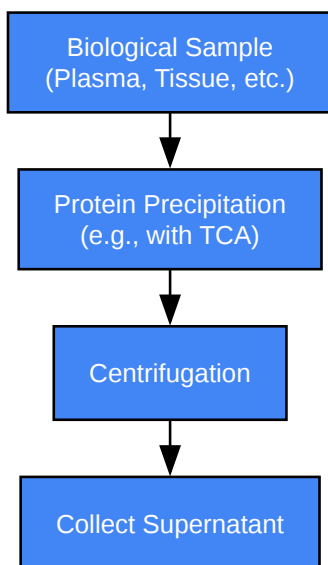 Biological Sample
(Plasma, Tissue, etc.)
Protein Precipitation
(e.g., with TCA)
Centrifugation
Collect Supernatant